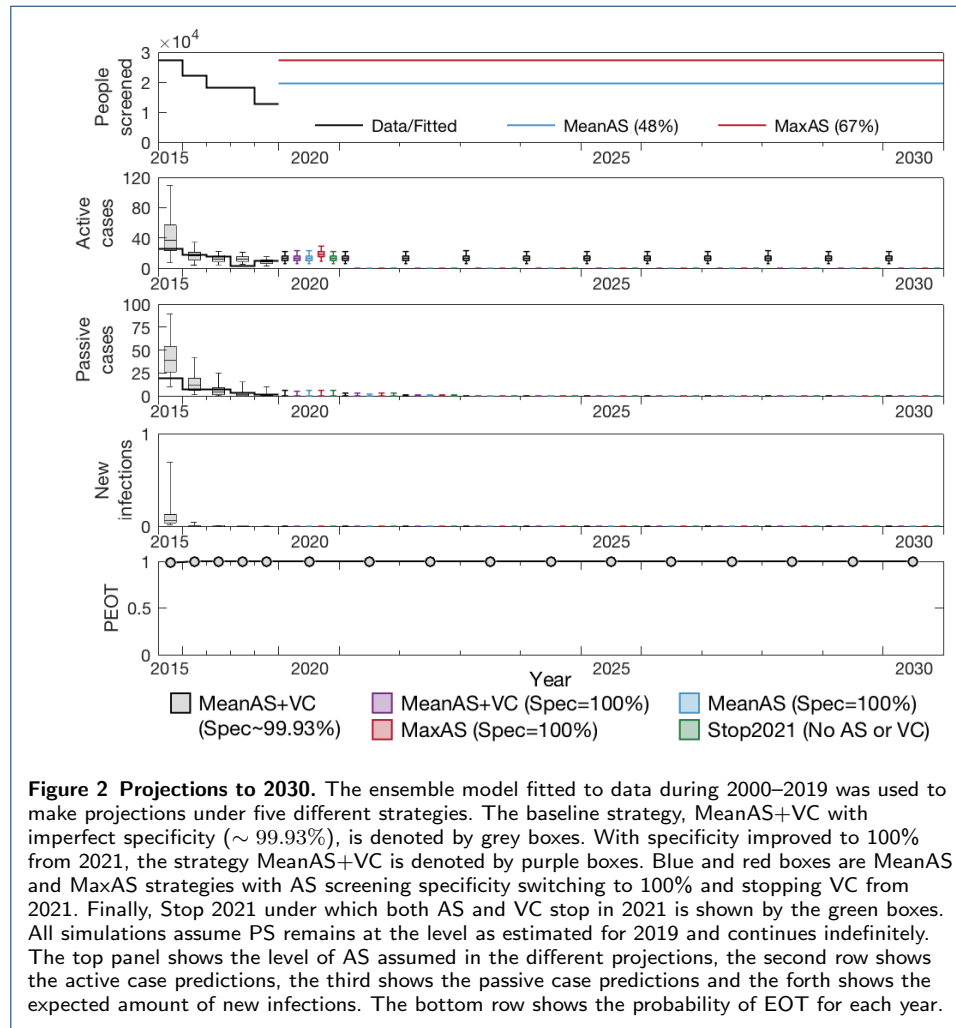 ×10⁴
3
2
1
0
People
screened
Data/Fitted
MeanAS (48%)
MaxAS (67%)
2015
2020
2025
2030
120
80
40
0
Active
cases
2015
2020
2025
2030
100
75
50
25
0
Passive
cases
2015
2020
2025
2030
1
0
New
infections
2015
2020
2025
2030
1
0.5
0
PEOT
2015
2020
2025
2030
Year
MeanAS+VC
(Spec~99.93%)
MeanAS+VC (Spec=100%)
MeanAS (Spec=100%)
MaxAS (Spec=100%)
Stop2021 (No AS or VC)
Figure 2 Projections to 2030. The ensemble model fitted to data during 2000–2019 was used to
make projections under five different strategies. The baseline strategy, MeanAS+VC with
imperfect specificity (∼ 99.93%), is denoted by grey boxes. With specificity improved to 100%
from 2021, the strategy MeanAS+VC is denoted by purple boxes. Blue and red boxes are MeanAS
and MaxAS strategies with AS screening specificity switching to 100% and stopping VC from
2021. Finally, Stop 2021 under which both AS and VC stop in 2021 is shown by the green boxes.
All simulations assume PS remains at the level as estimated for 2019 and continues indefinitely.
The top panel shows the level of AS assumed in the different projections, the second row shows
the active case predictions, the third shows the passive case predictions and the forth shows the
expected amount of new infections. The bottom row shows the probability of EOT for each year.